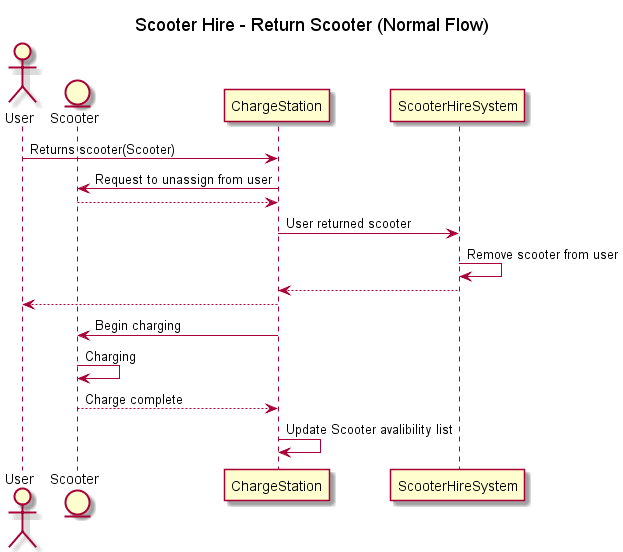 Scooter Hire - Return Scooter (Normal Flow)
User
Scooter
ChargeStation
ScooterHireSystem
Returns scooter(Scooter)
Request to unassign from user
User returned scooter
Remove scooter from user
Begin charging
Charging
Charge complete
Update Scooter avalibility list
User
Scooter
ChargeStation
ScooterHireSystem